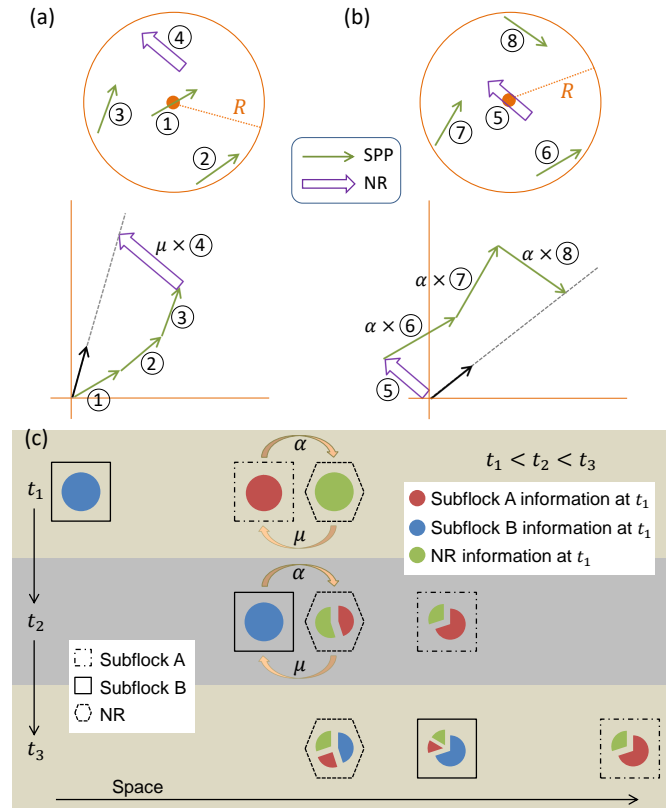 (a)
(b)
④
⑧
③
①
R
②
⑤
R
⑦
⑥
SPP
NR
μ × ④
③
②
①
α × ⑦
α × ⑧
α × ⑥
⑤
(c)
α
t₁ < t₂ < t₃
t₁
Subflock A information at t₁
Subflock B information at t₁
NR information at t₁
μ
α
t₂
μ
Subflock A
Subflock B
NR
t₃
Space